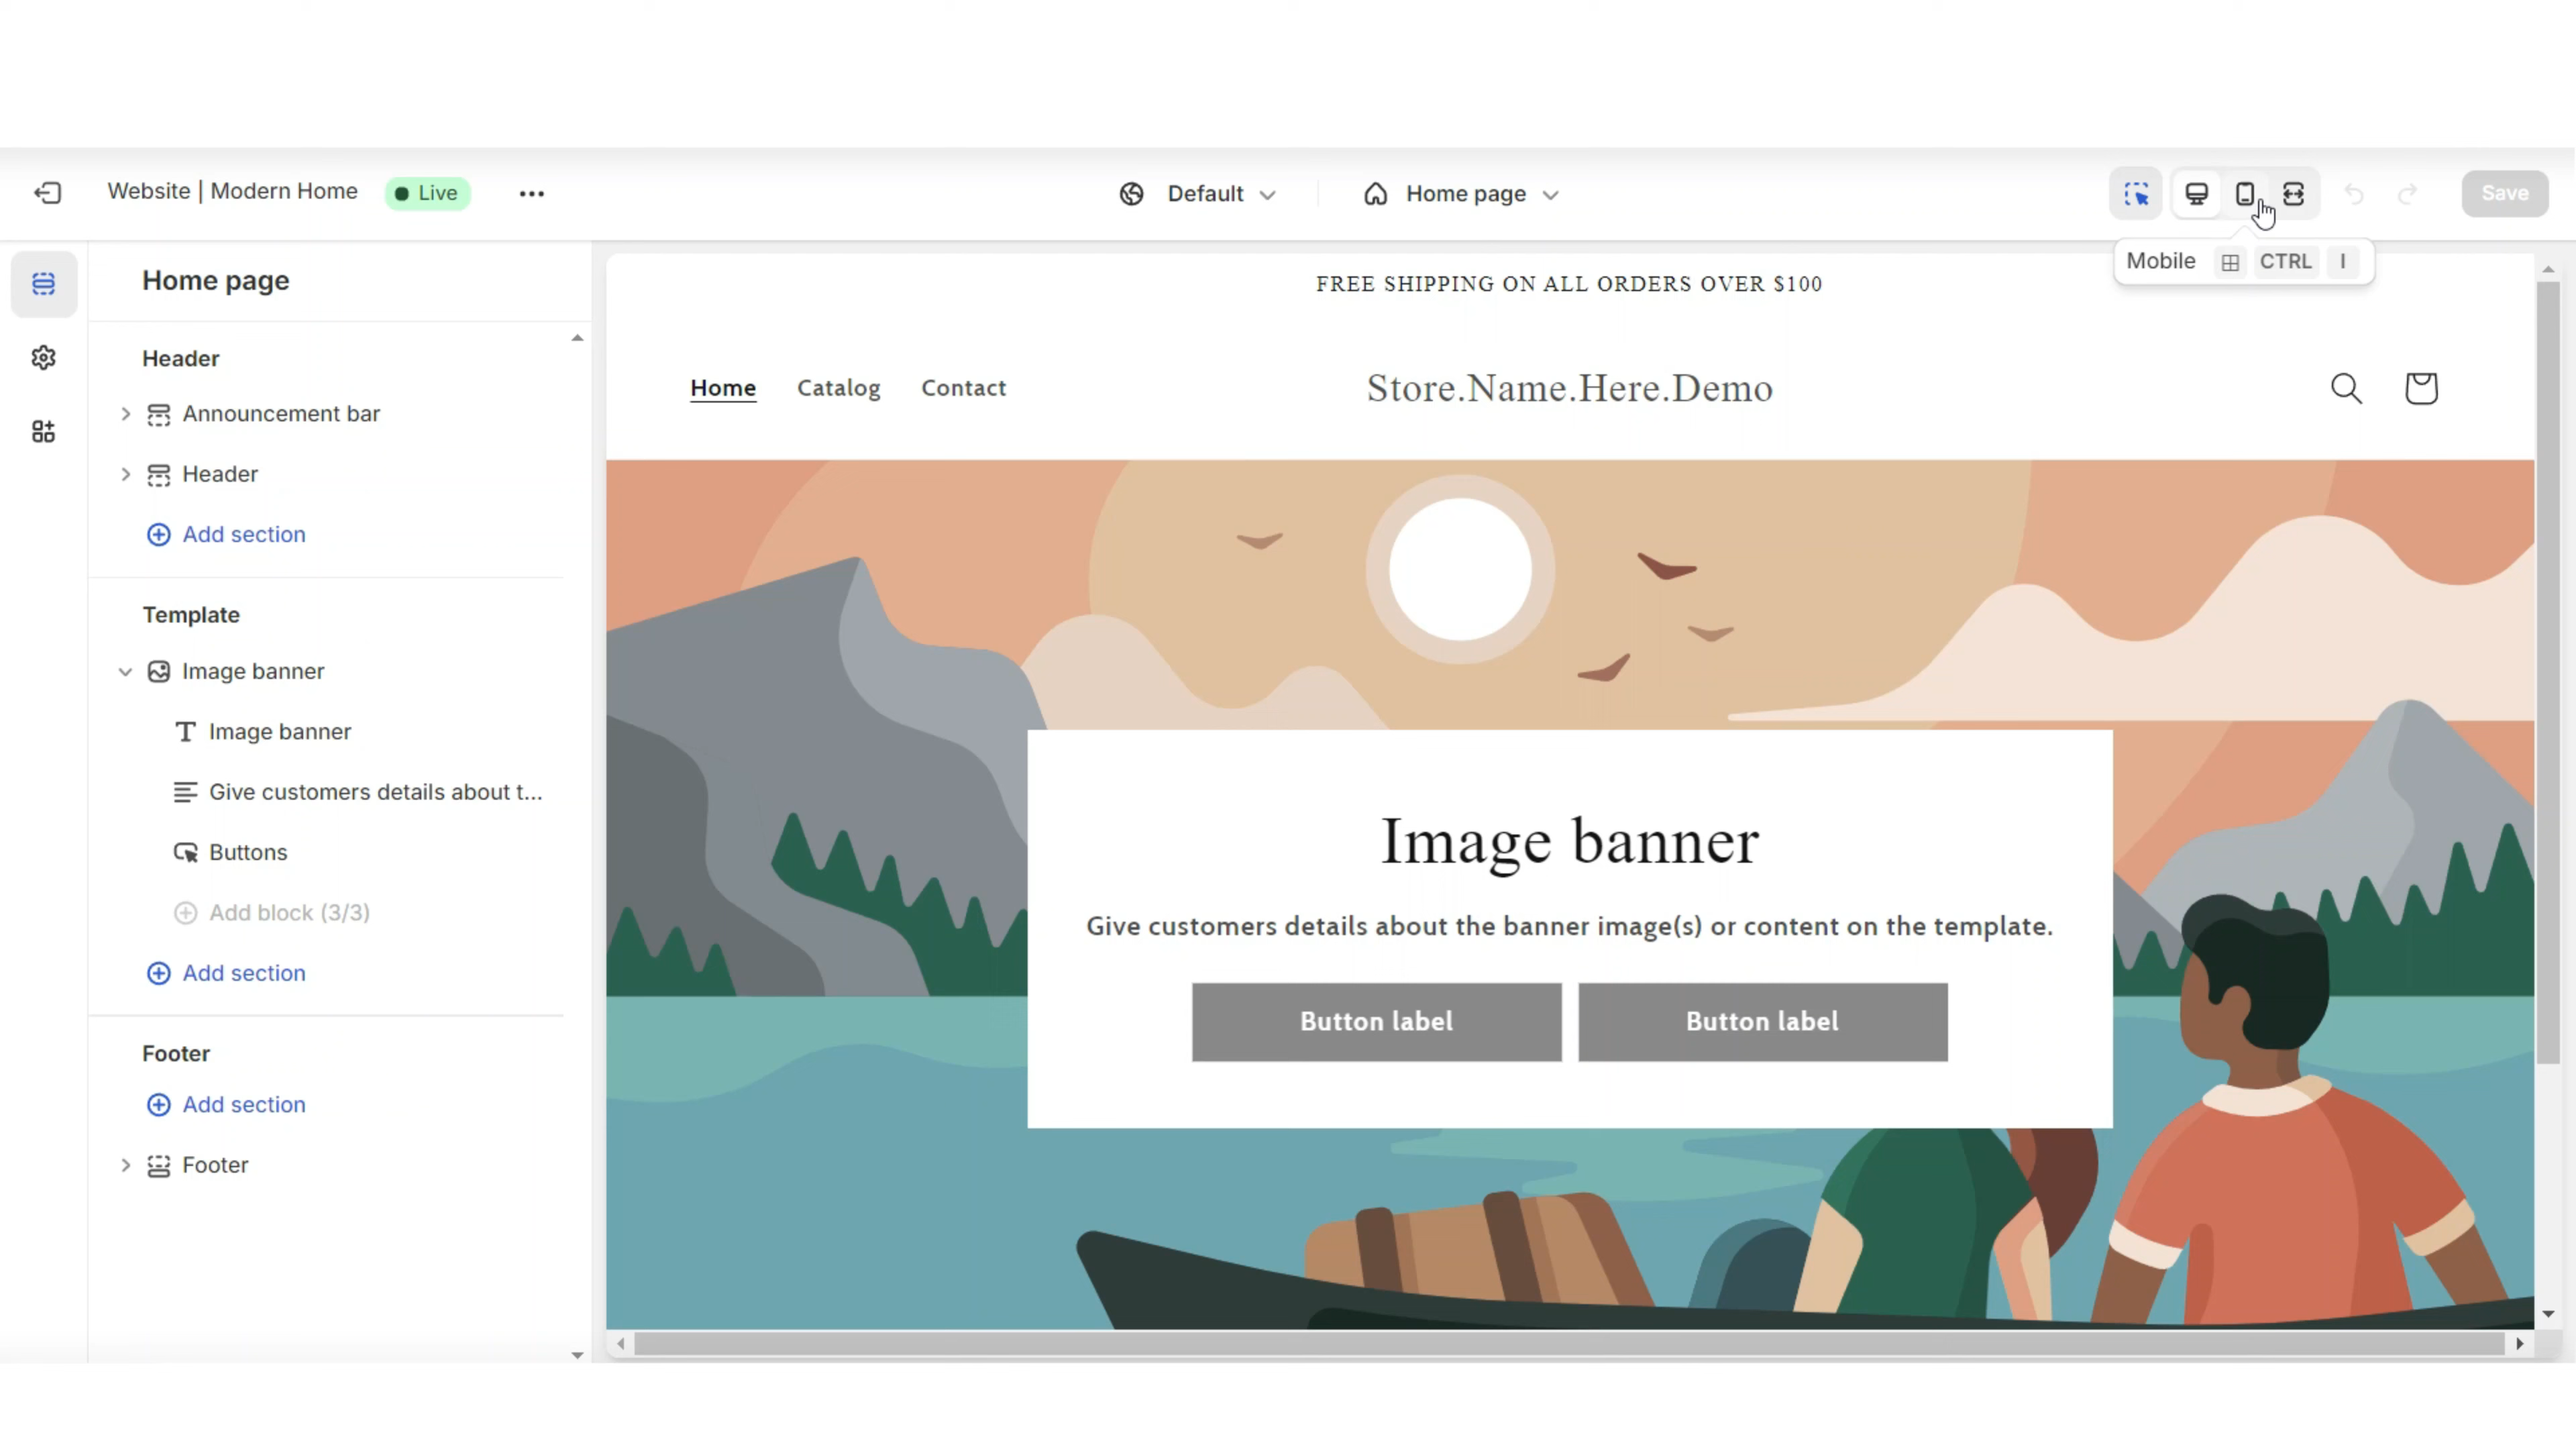 Website | Modern Home
Live
Default
Home page
Save
Mobile CTRL I
Home page
Header
Announcement bar
Header
Add section
Template
Image banner
Image banner
Give customers details about t...
Buttons
Add block (3/3)
Add section
Footer
Add section
Footer
FREE SHIPPING ON ALL ORDERS OVER $100
Home Catalog Contact
Store.Name.Here.Demo
Image banner
Give customers details about the banner image(s) or content on the template.
Button label
Button label